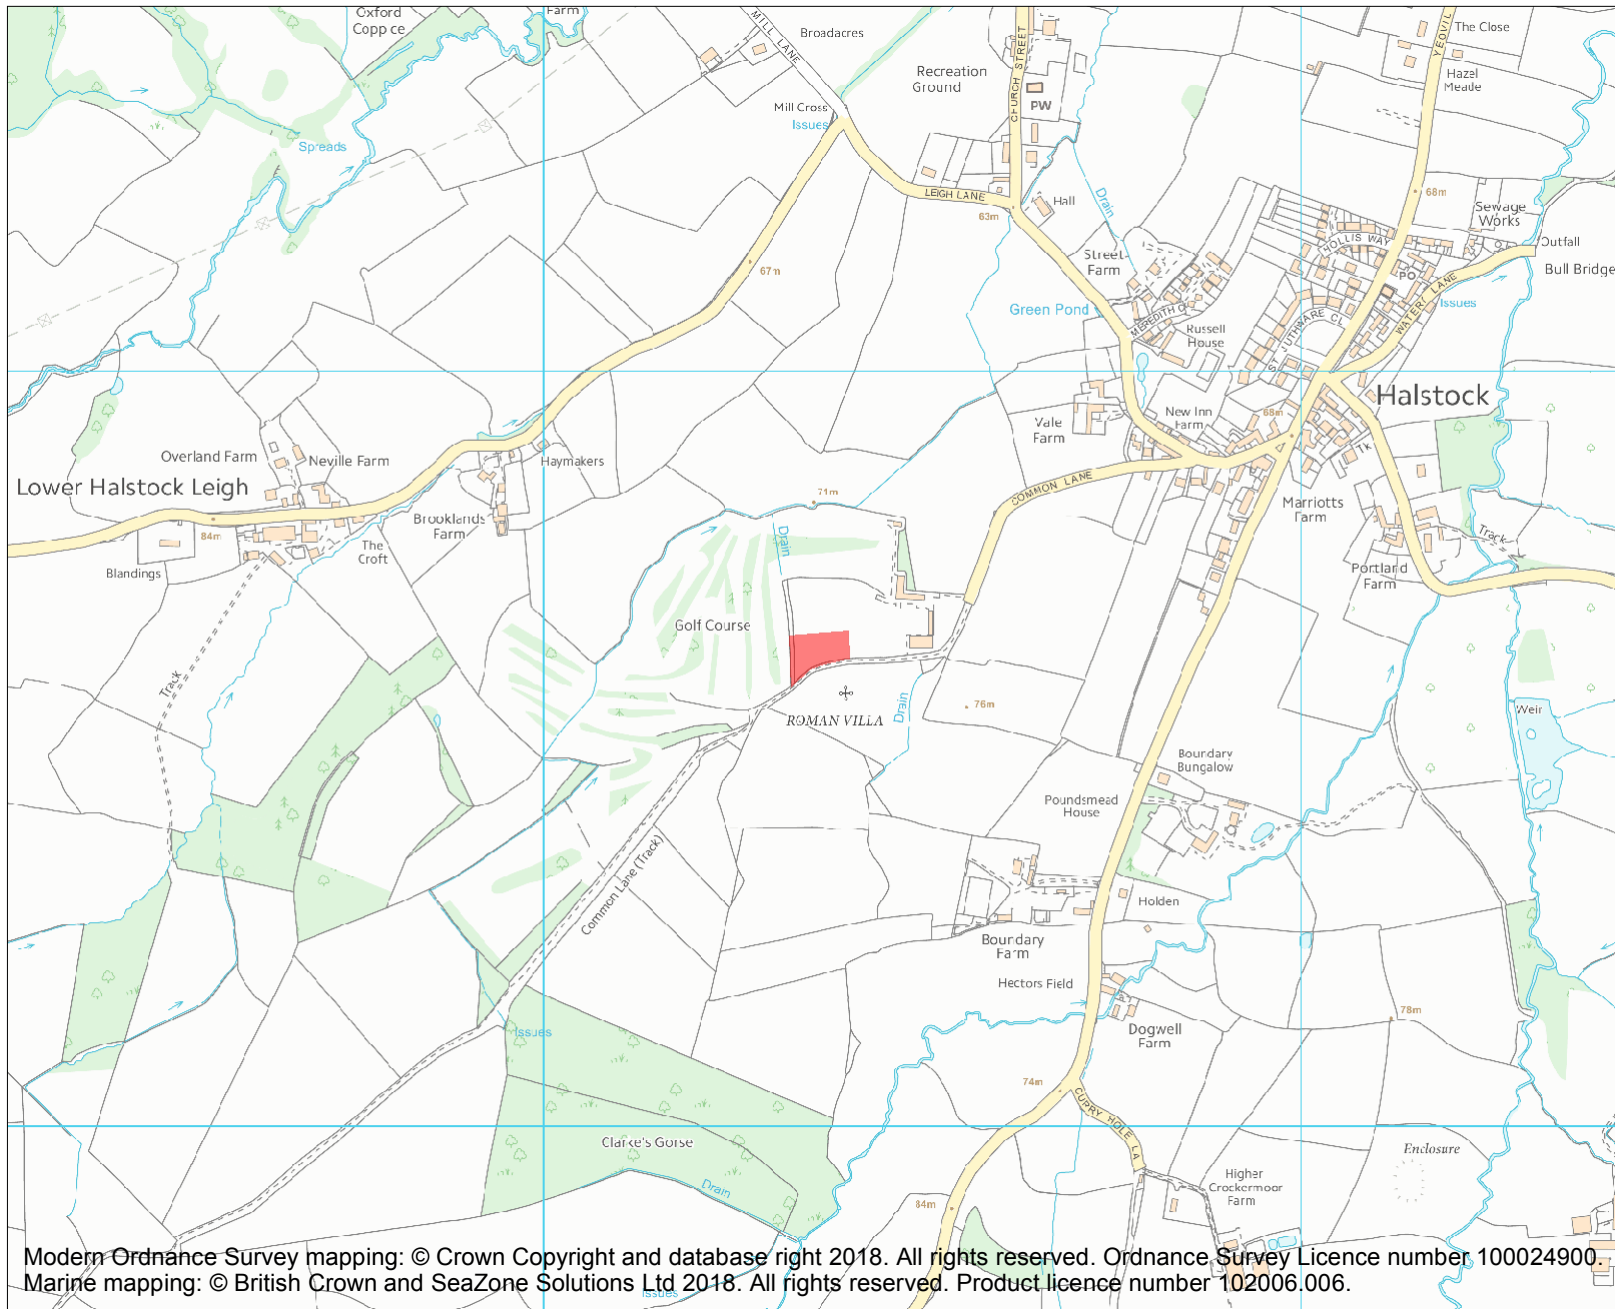 Oxford
Coppice
Farm
MILL LANE
Broadacres
CHURCH STREET
YEOVIL
The Close
Recreation
Ground
Hazel
Meade
PW
Mill Cross
Issues
Spreads
LEIGH LANE
Hall
Drain
63m
68m
Sewage
Works
Outfall
Bull Bridge
HOLLIS WAY
PO
WATERY LANE
Issues
67m
Street
Farm
Green Pond
MEREDITH C
Russell
House
ST JUTHWARE CL
Halstock
Vale
Farm
New Inn
Farm
68m
Tk
Overland Farm
Neville Farm
Haymakers
Lower Halstock Leigh
COMMON LANE
71m
Marriotts
Farm
84m
Brooklands
Farm
Drain
The
Croft
Blandings
Track
Portland
Farm
Golf Course
Track
ROMAN VILLA
Drain
76m
Weir
Boundary
Bungalow
Poundsmead
House
Common Lane (Track)
Holden
Boundary
Farm
Hectors Field
78m
Issues
Dogwell
Farm
74m
CURRY HOLE LA
Clarke's Gorse
Enclosure
Drain
Higher
Crockermoor
Farm
84m
Modern Ordnance Survey mapping: © Crown Copyright and database right 2018. All rights reserved. Ordnance Survey Licence number 100024900.
Marine mapping: © British Crown and SeaZone Solutions Ltd 2018. All rights reserved. Product licence number 102006.006.
Issues